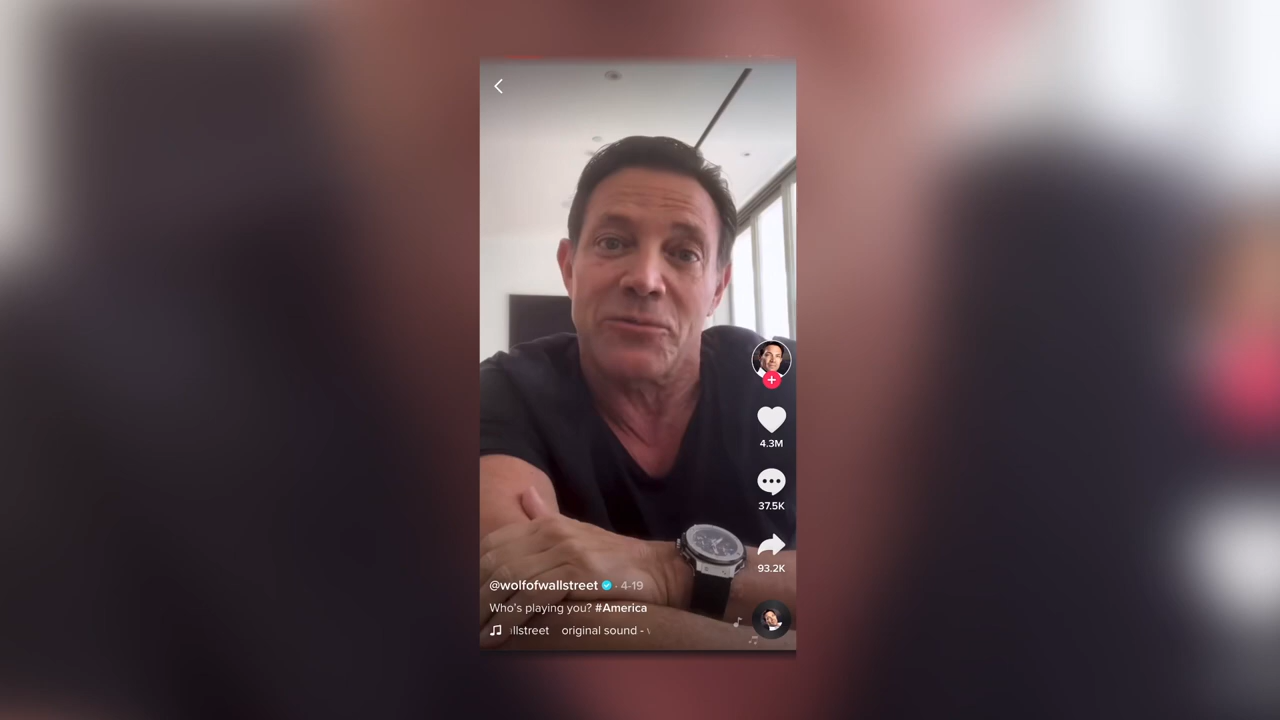 4.3M
37.5K
93.2K
@wolfofwallstreet · 4-19
Who's playing you? #America
llstreet original sound -